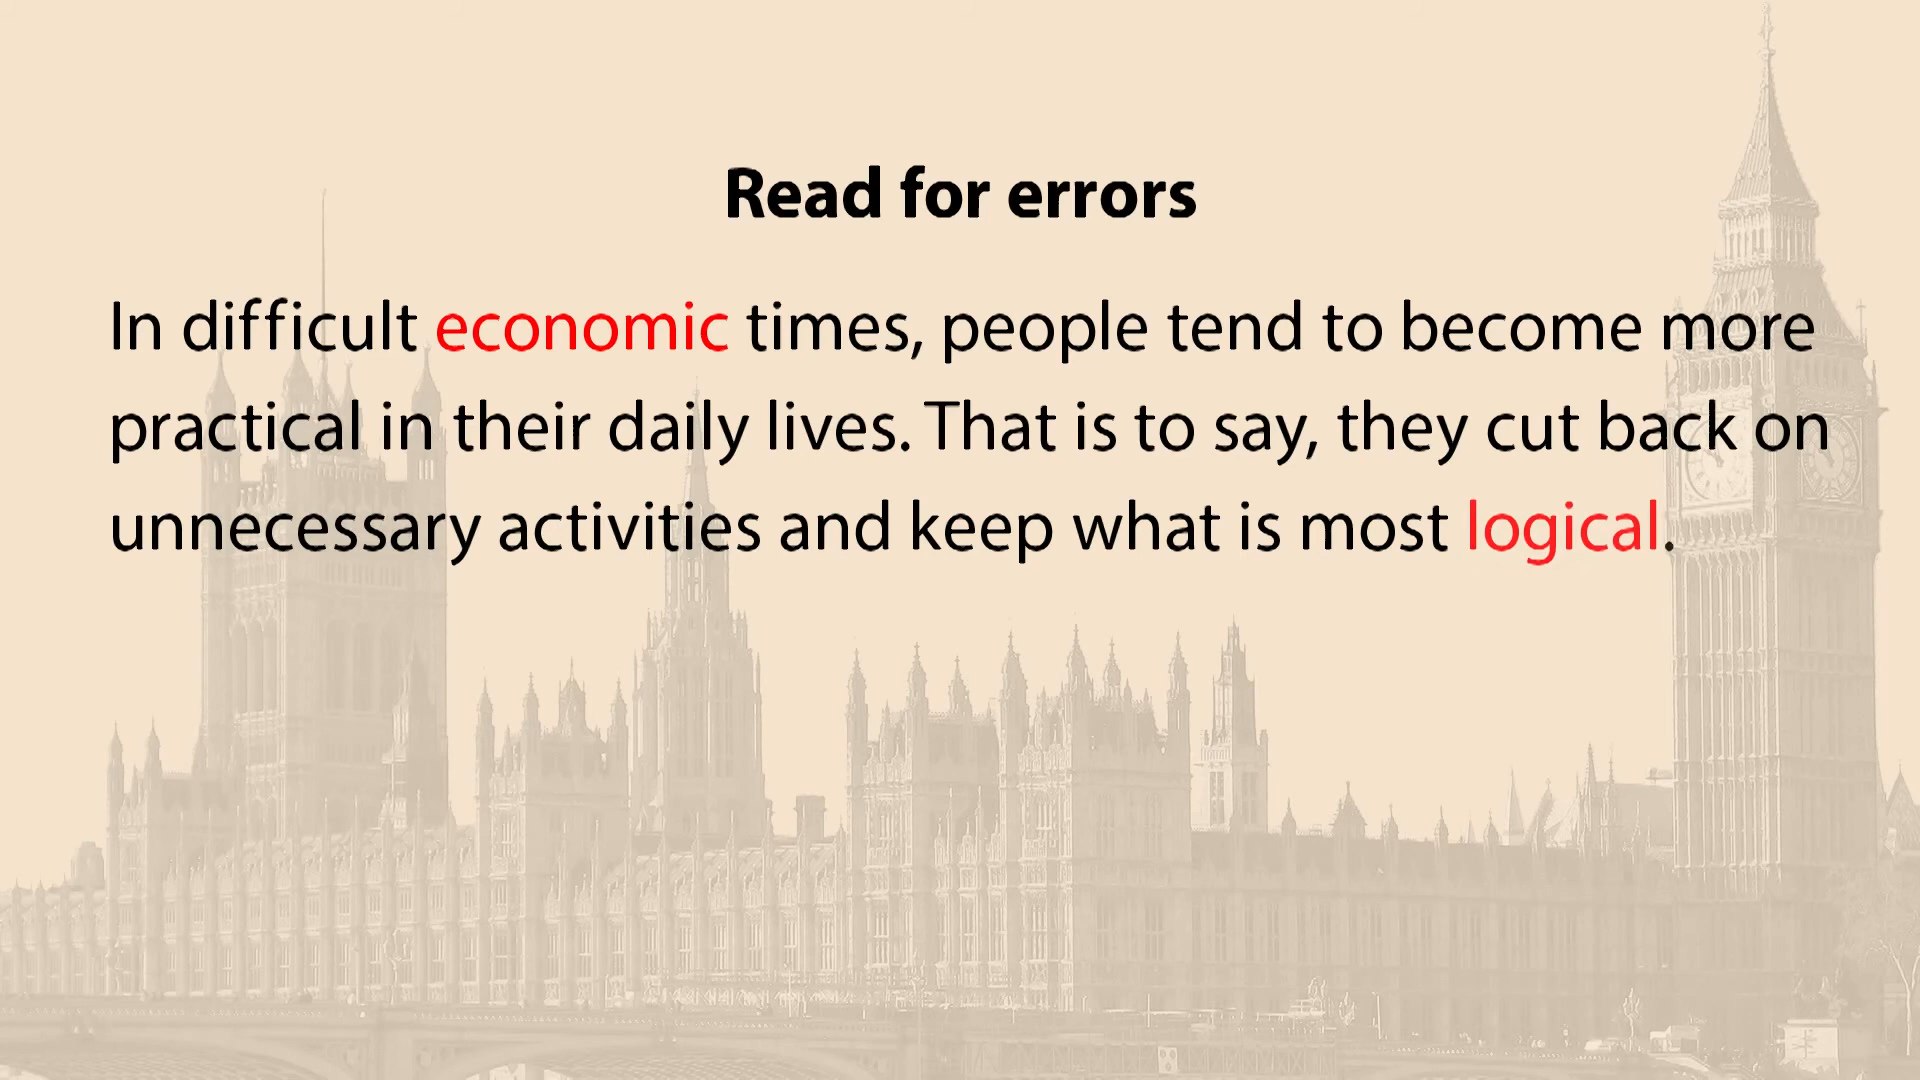 Read for errors
In difficult economic times, people tend to become more
practical in their daily lives. That is to say, they cut back on
unnecessary activities and keep what is most logical.